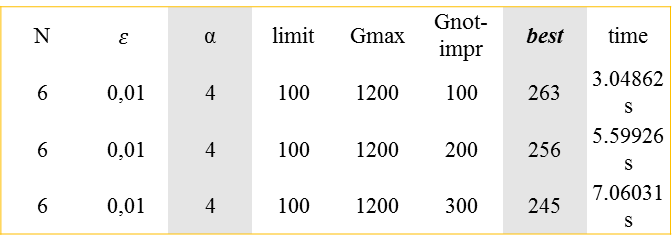 N ε α limit Gmax Gnot-impr best time
6 0,01 4 100 1200 100 263 3.04862 s
6 0,01 4 100 1200 200 256 5.59926 s
6 0,01 4 100 1200 300 245 7.06031 s